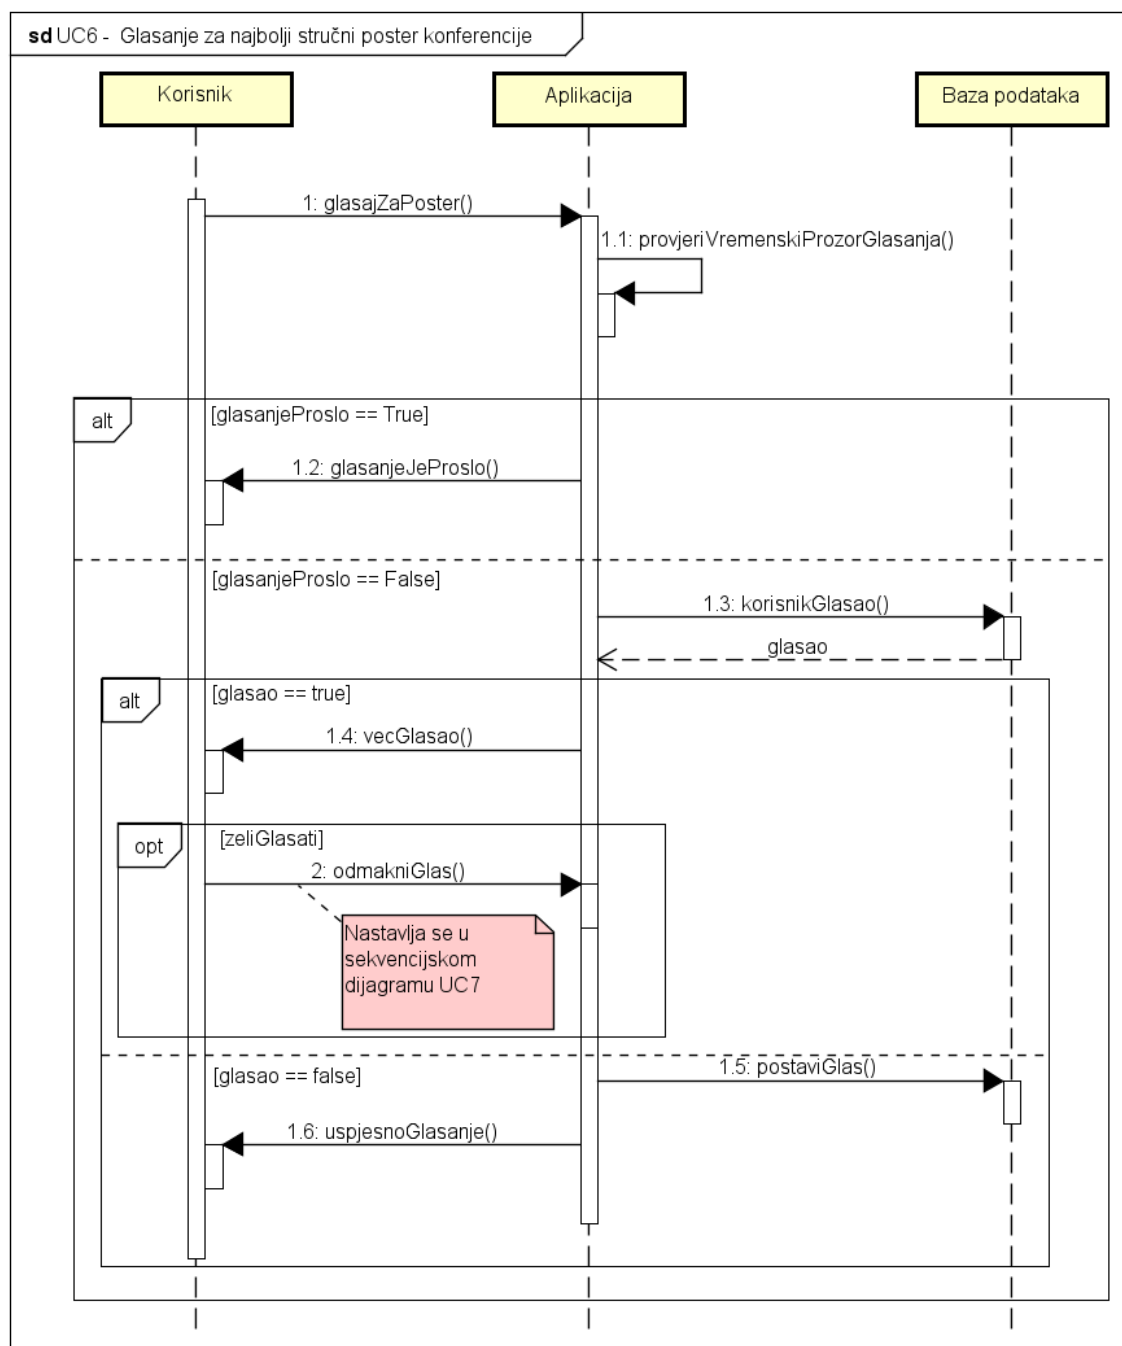 sd UC6 - Glasanje za najbolji stručni poster konferencije
Korisnik
Aplikacija
Baza podataka
1: glasajZaPoster()
1.1: provjeriVremenskiProzorGlasanja()
alt
[glasanjeProslo == True]
1.2: glasanjeJeProslo()
[glasanjeProslo == False]
1.3: korisnikGlasao()
glasao
alt
[glasao == true]
1.4: vecGlasao()
opt
[zeliGlasati]
2: odmakniGlas()
Nastavlja se u
sekvencijskom
dijagramu UC7
[glasao == false]
1.5: postaviGlas()
1.6: uspjesnoGlasanje()